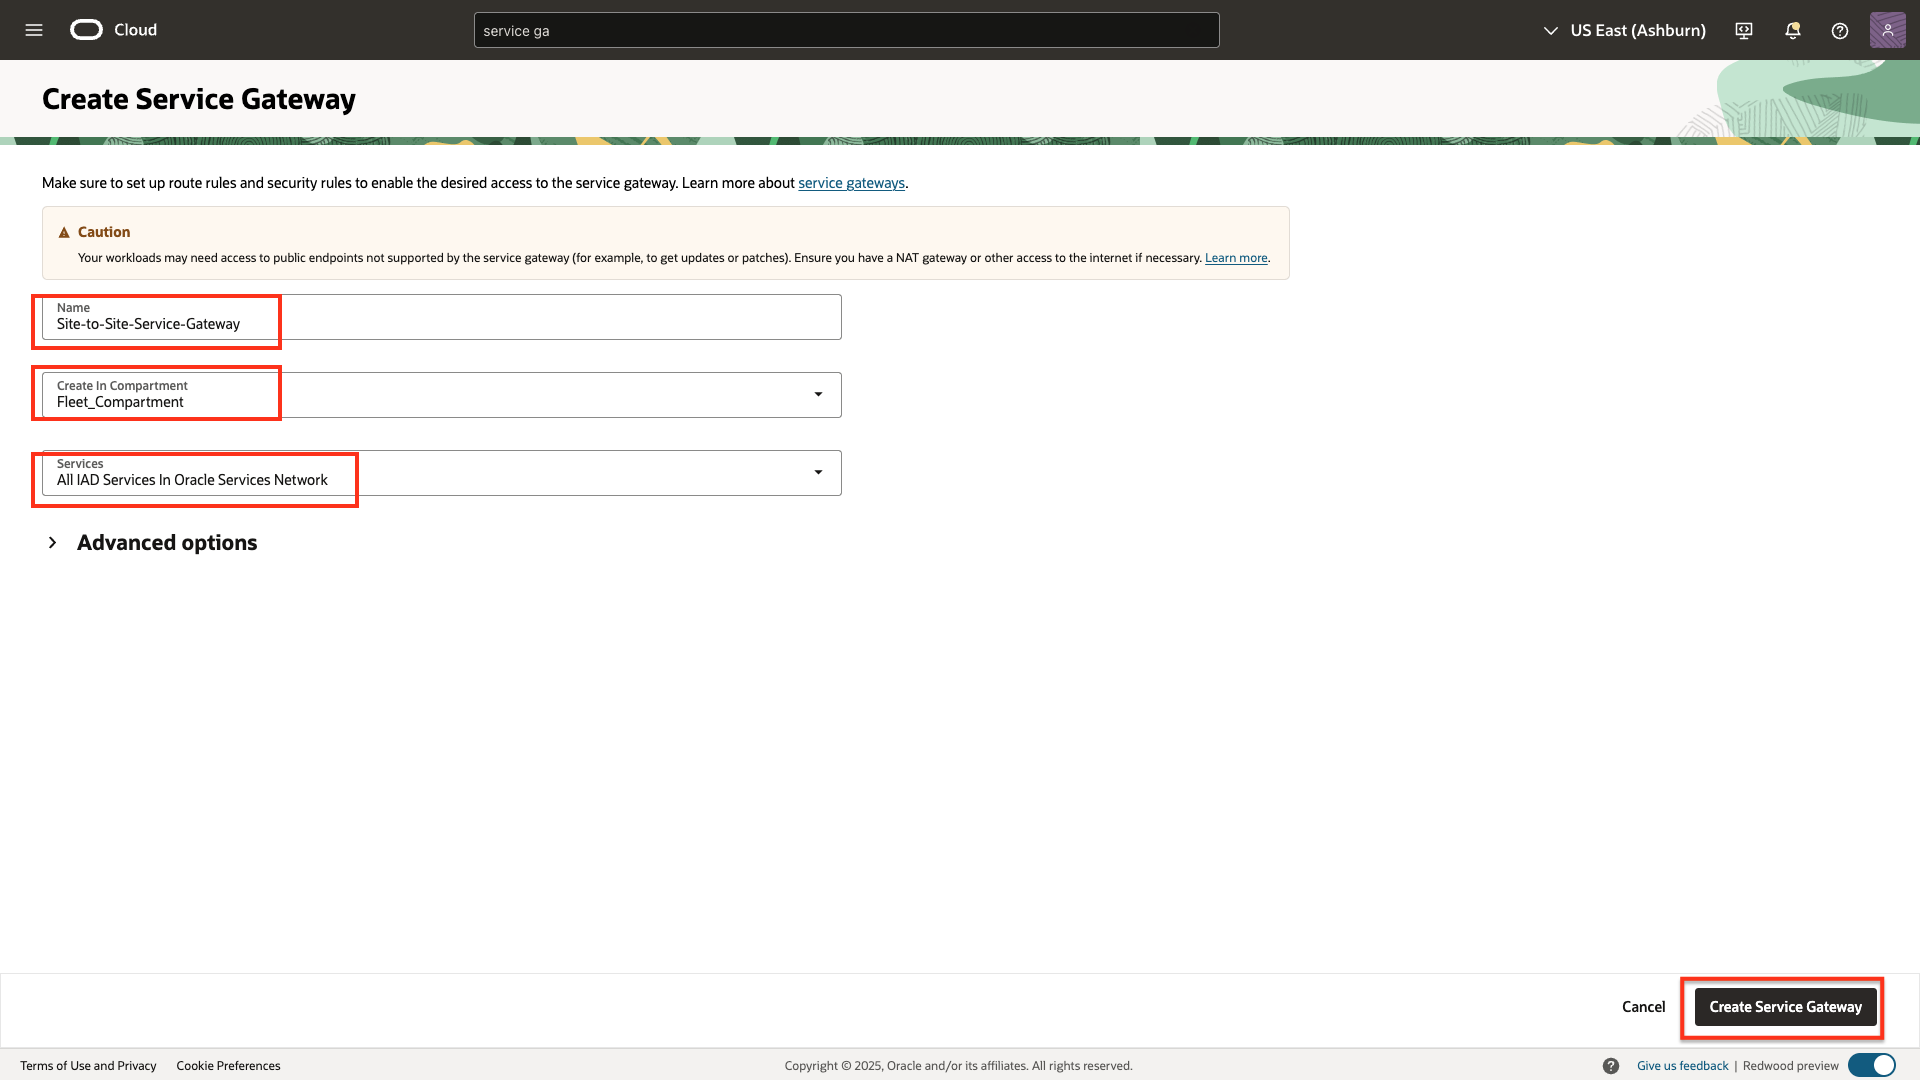 Cloud
service ga
US East (Ashburn)
Create Service Gateway
Make sure to set up route rules and security rules to enable the desired access to the service gateway. Learn more about service gateways.
Caution
Your workloads may need access to public endpoints not supported by the service gateway (for example, to get updates or patches). Ensure you have a NAT gateway or other access to the internet if necessary. Learn more.
Name
Site-to-Site-Service-Gateway
Create In Compartment
Fleet_Compartment
Services
All IAD Services In Oracle Services Network
Advanced options
Cancel
Create Service Gateway
Terms of Use and Privacy
Cookie Preferences
Copyright © 2025, Oracle and/or its affiliates. All rights reserved.
Give us feedback | Redwood preview